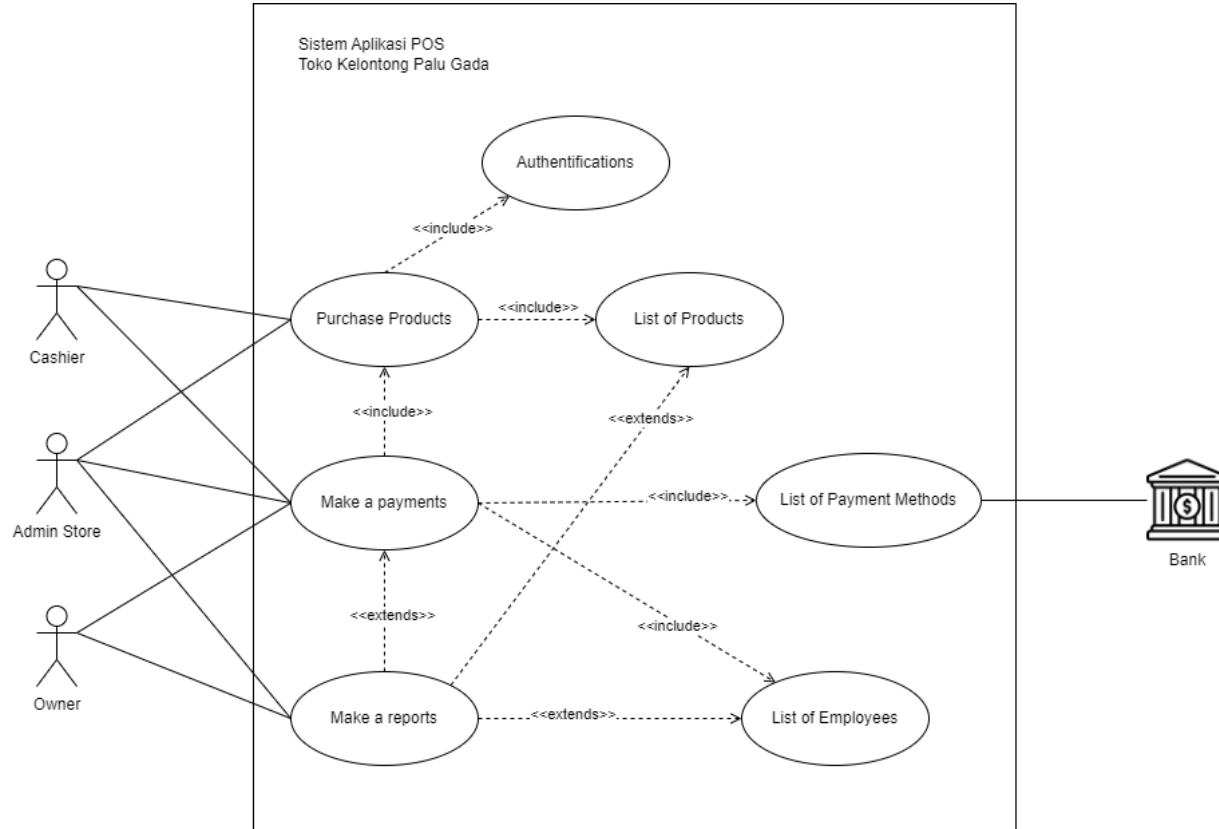 Sistem Aplikasi POS
Toko Kelontong Palu Gada
Authentifications
<<include>>
Cashier
Purchase Products
<<include>>
List of Products
<<include>>
<<extends>>
Admin Store
Make a payments
<<include>>
List of Payment Methods
Bank
<<extends>>
<<include>>
Owner
Make a reports
<<extends>>
List of Employees